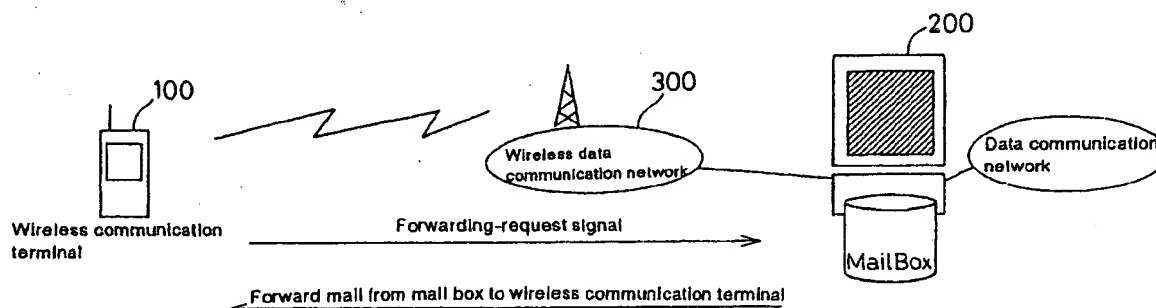 200
100
300
Wireless data
communication network
Data communication
network
Wireless communication
terminal
Forwarding-request signal
MailBox
Forward mail from mail box to wireless communication terminal